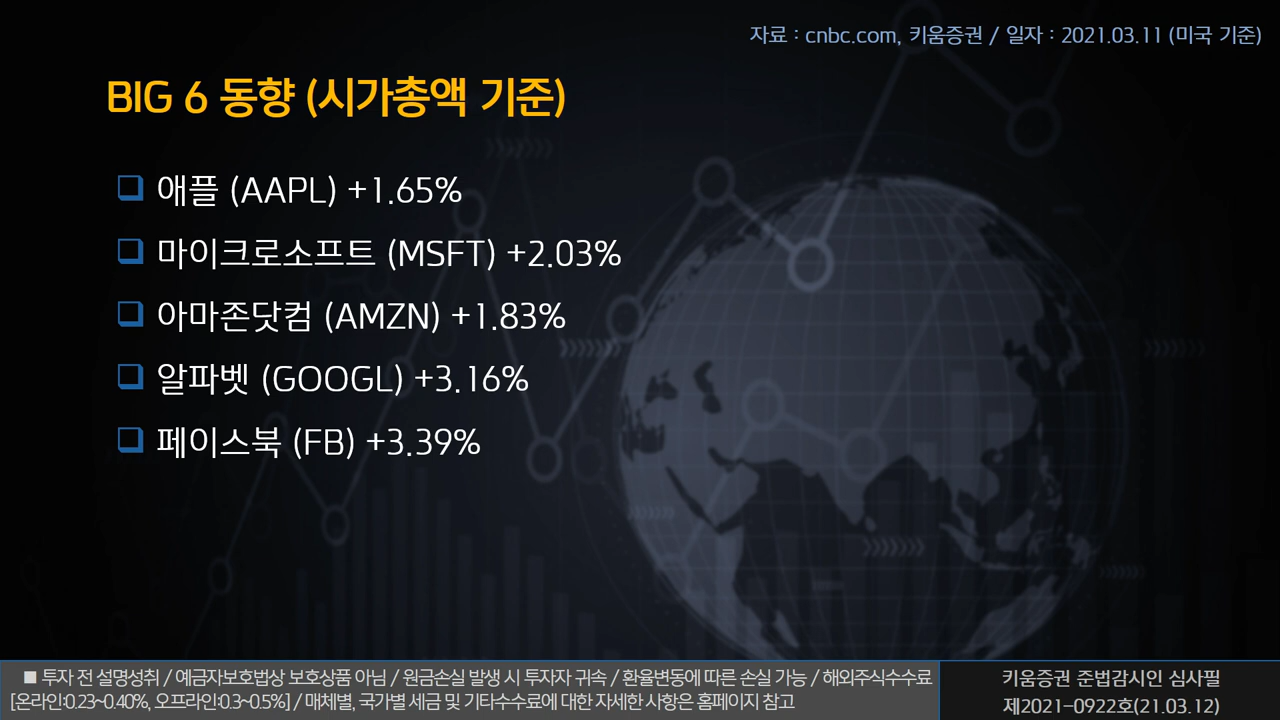 자료 : cnbc.com, 키움증권 / 일자 : 2021.03.11 (미국 기준)
BIG 6 동향 (시가총액 기준)
❑ 애플 (AAPL) +1.65%
❑ 마이크로소프트 (MSFT) +2.03%
❑ 아마존닷컴 (AMZN) +1.83%
❑ 알파벳 (GOOGL) +3.16%
❑ 페이스북 (FB) +3.39%
■ 투자 전 설명성취 / 예금자보호법상 보호상품 아님 / 원금손실 발생 시 투자자 귀속 / 환율변동에 따른 손실 가능 / 해외주식수수료
[온라인:0.23~0.40%, 오프라인:0.3~0.5%] / 매체별, 국가별 세금 및 기타수수료에 대한 자세한 사항은 홈페이지 참고
키움증권 준법감시인 심사필
제2021-0922호(21.03.12)